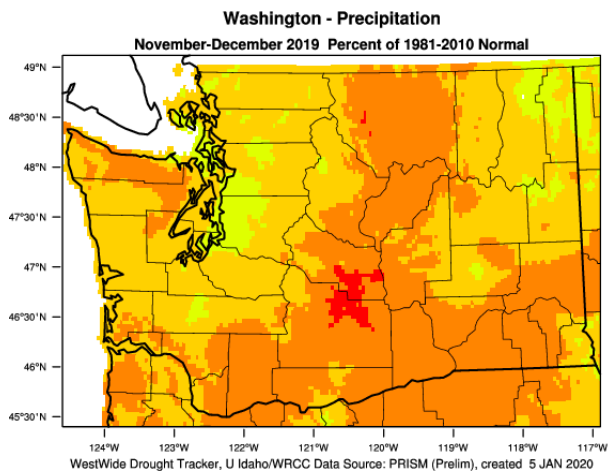 Washington - Precipitation
November-December 2019 Percent of 1981-2010 Normal
49°N
48°30'N
48°N
47°30'N
47°N
46°30'N
46°N
45°30'N
124°W 123°W 122°W 121°W 120°W 119°W 118°W 117°W
WestWide Drought Tracker, U Idaho/WRCC Data Source: PRISM (Prelim), created 5 JAN 2020